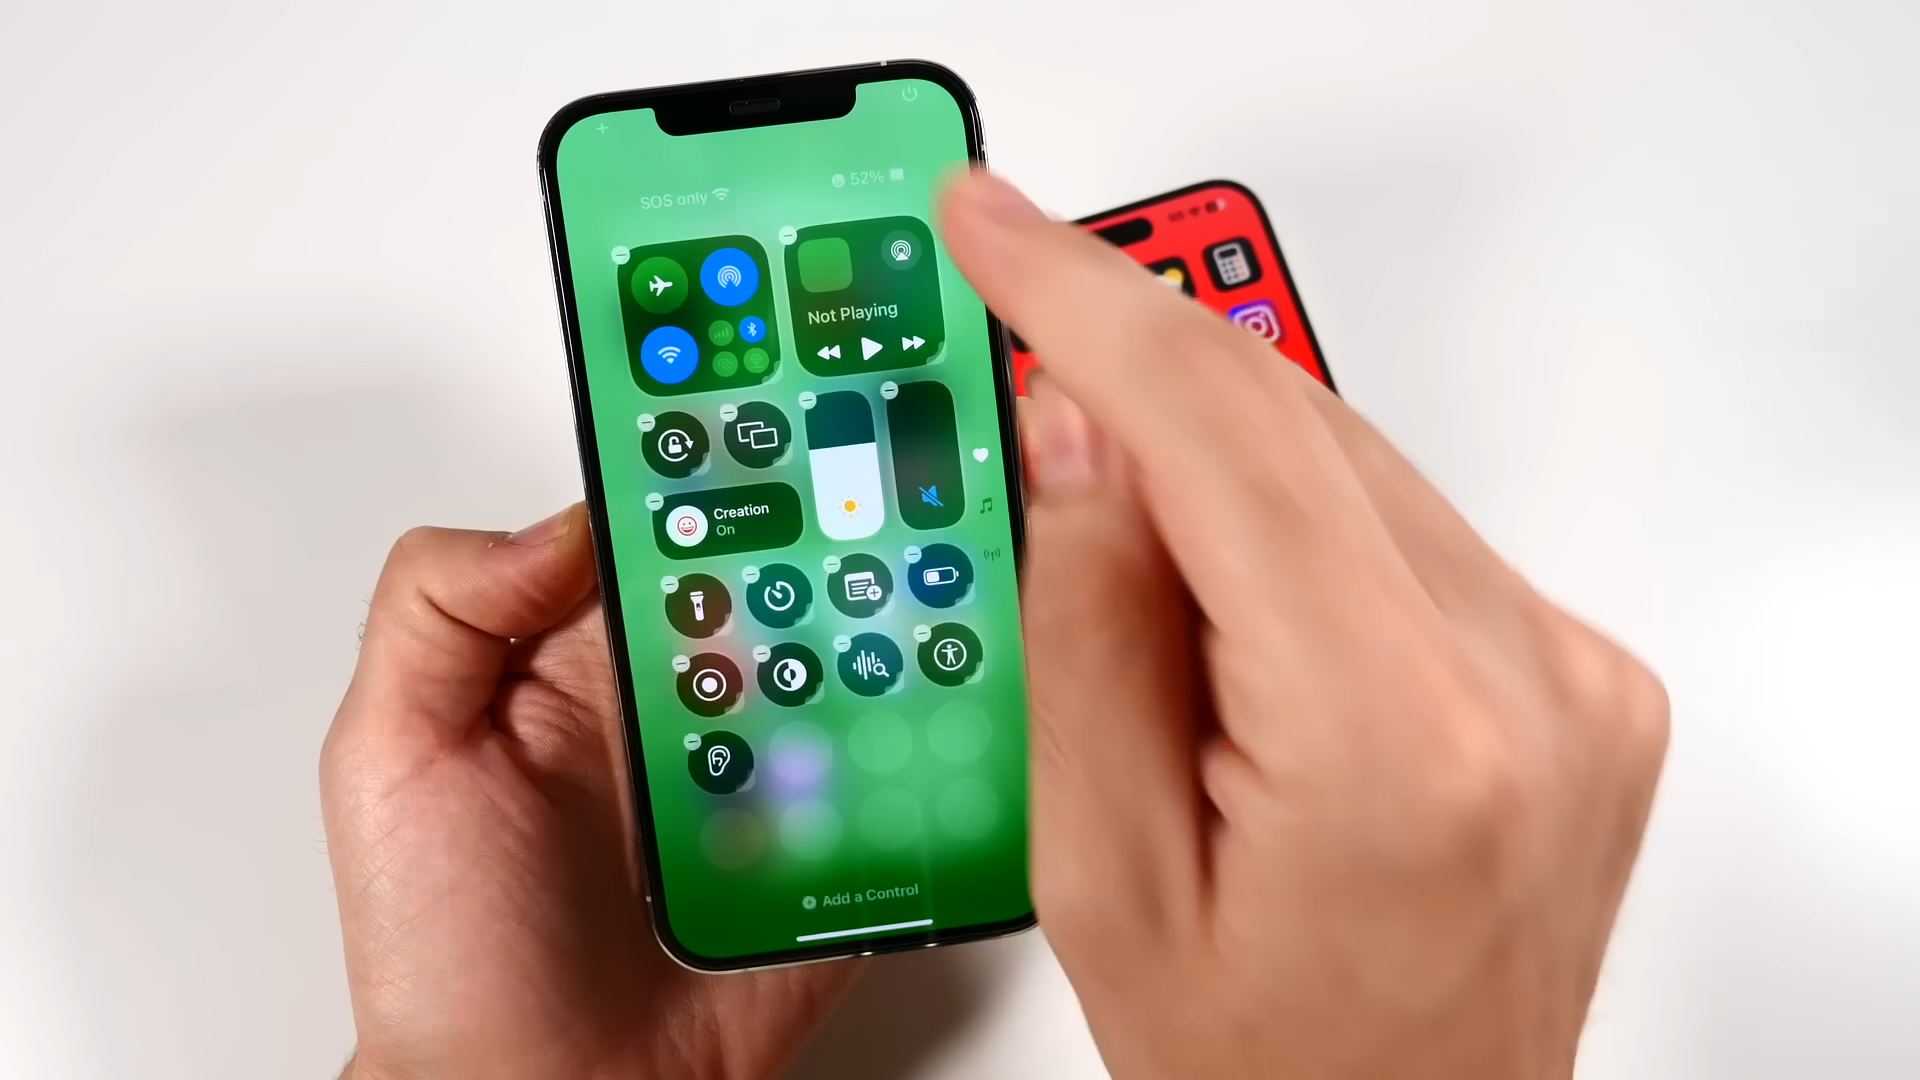 SOS only
52%
Not Playing
Creation
On
Add a Control